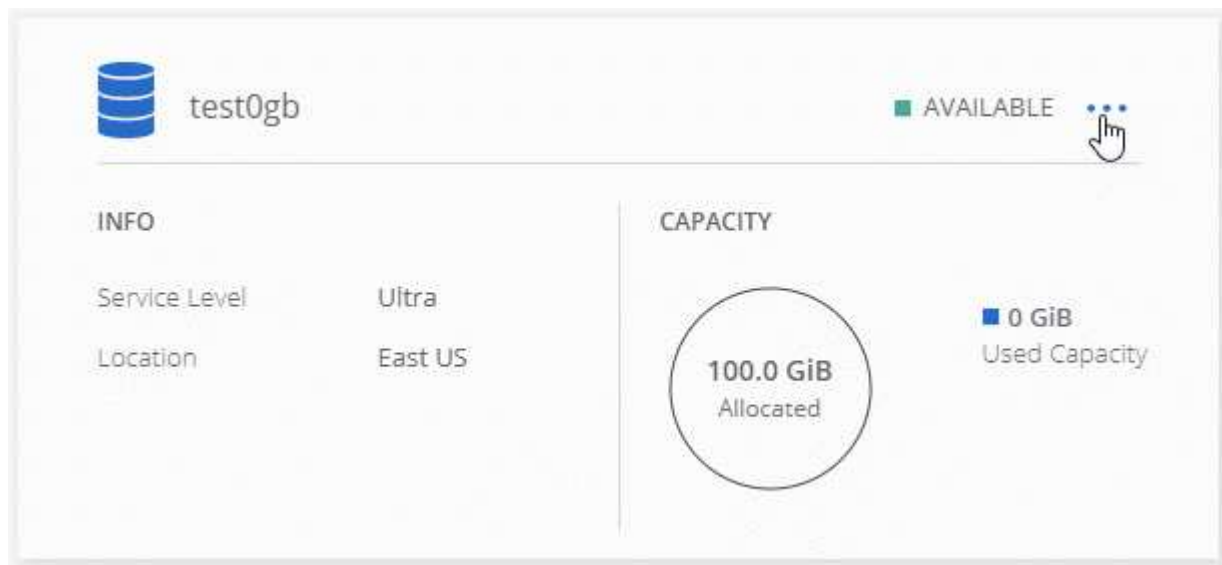 test0gb
AVAILABLE
INFO
Service Level Ultra
Location East US
CAPACITY
100.0 GiB
Allocated
0 GiB
Used Capacity